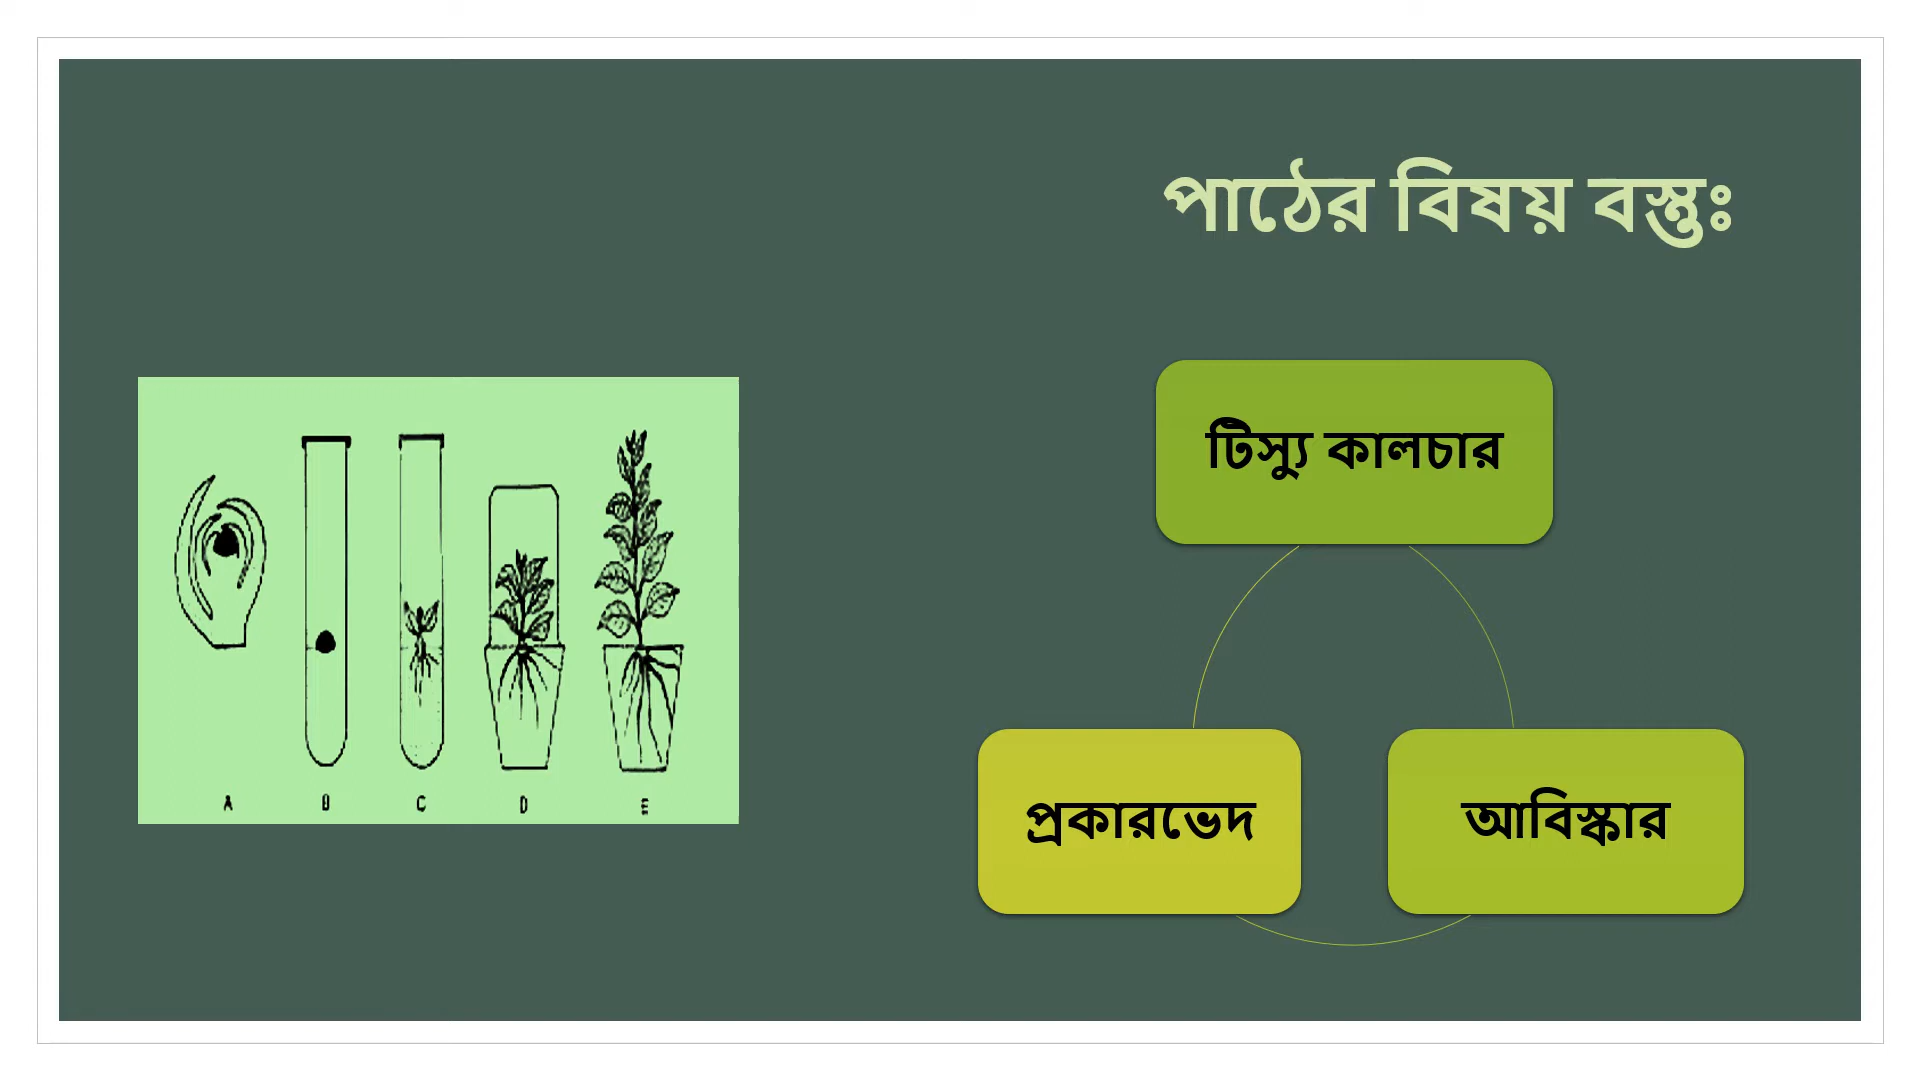 পাঠের বিষয় বস্তুঃ
টিস্যু কালচার
প্রকারভেদ
আবিস্কার
A B C D E